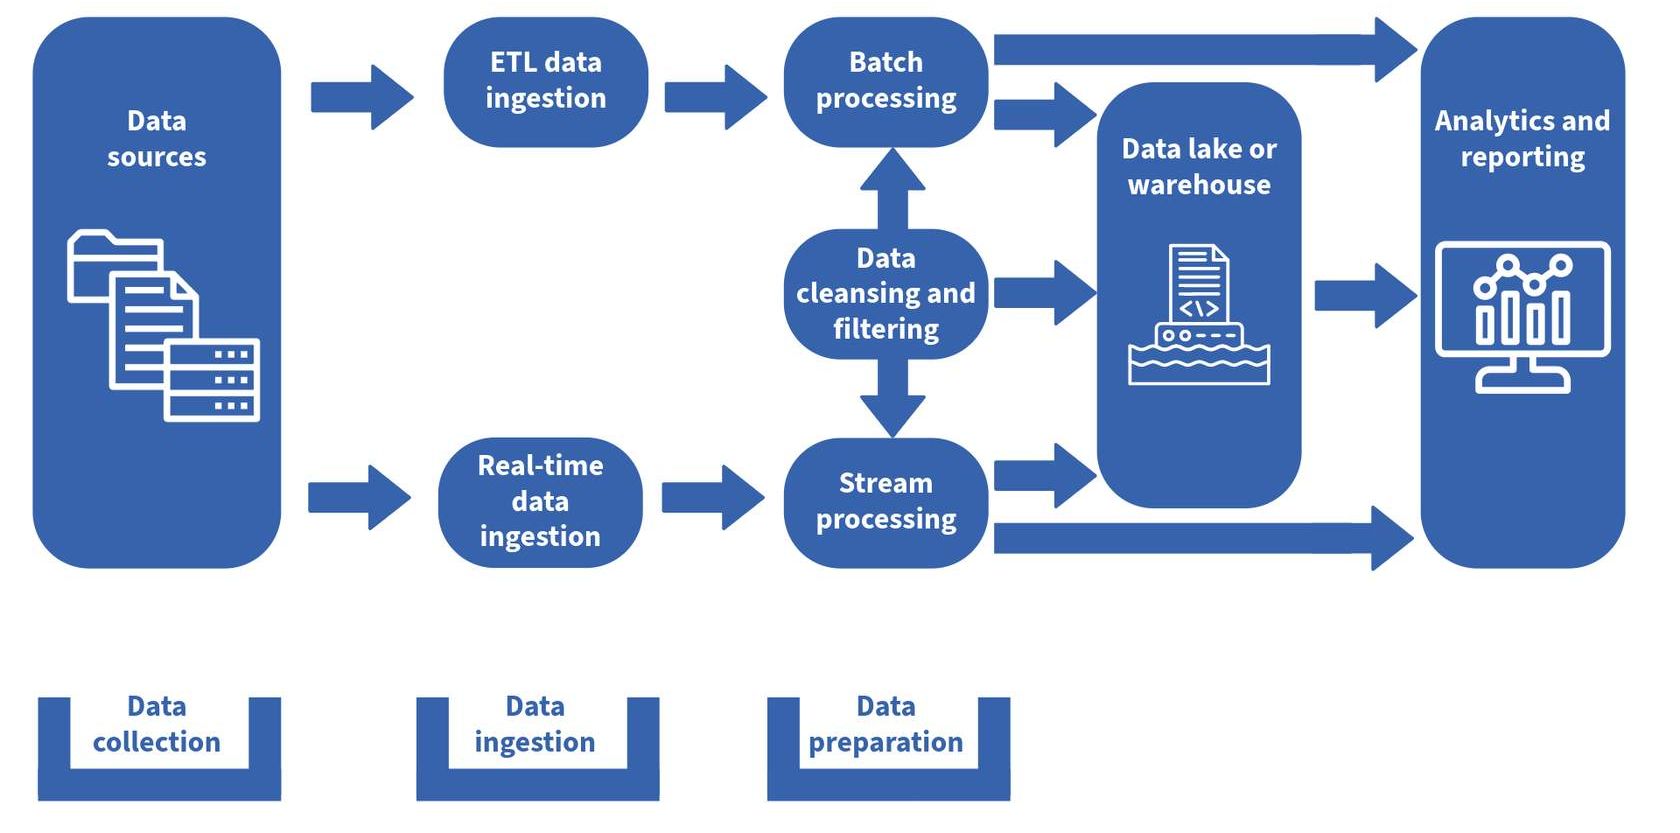 Data
sources
ETL data
ingestion
Batch
processing
Data lake or
warehouse
</>
Analytics and
reporting
Data
cleansing and
filtering
Real-time
data
ingestion
Stream
processing
Data
collection
Data
ingestion
Data
preparation